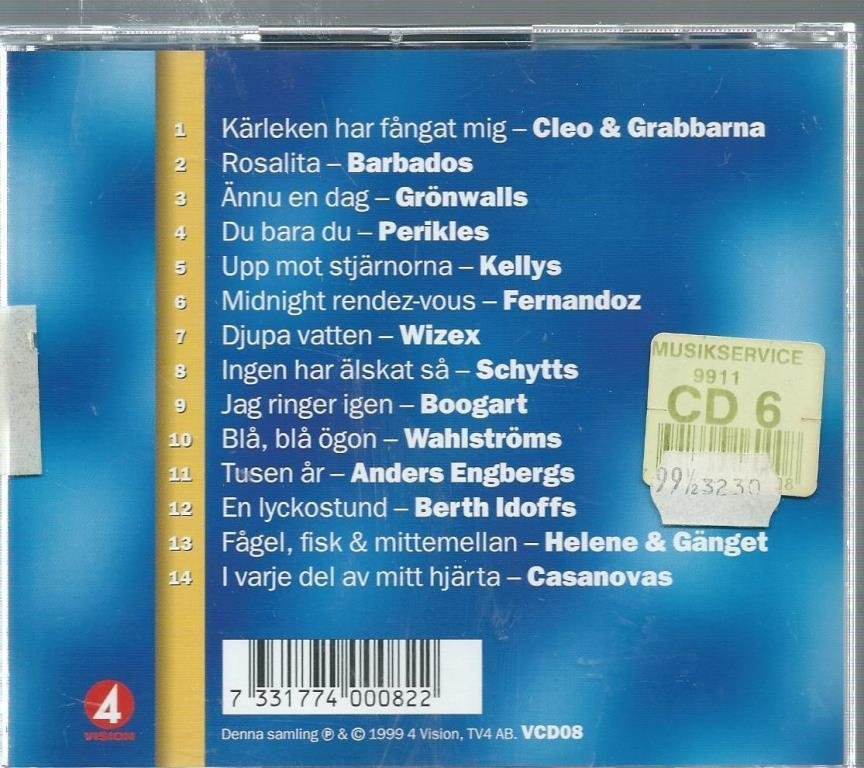 1 Kärleken har fångat mig – Cleo & Grabbarna
2 Rosalita – Barbados
3 Ännu en dag – Grönwalls
4 Du bara du – Perikles
5 Upp mot stjärnorna – Kellys
6 Midnight rendez-vous – Fernandoz
7 Djupa vatten – Wizex
8 Ingen har älskat så – Schytts
9 Jag ringer igen – Boogart
10 Blå, blå ögon – Wahlströms
11 Tusen år – Anders Engbergs
12 En lyckostund – Berth Idoffs
13 Fågel, fisk & mittemellan – Helene & Gänget
14 I varje del av mitt hjärta – Casanovas
MUSIKSERVICE
9911
CD 6
99½ 3230
7 331774 000822
4
VISION
Denna samling ℗ & © 1999 4 Vision, TV4 AB. VCD08